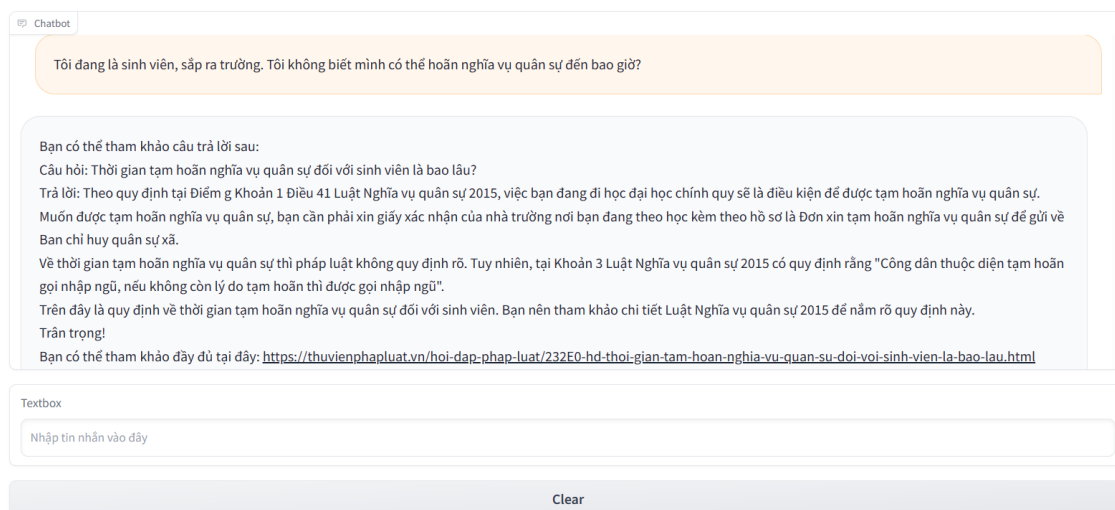 Chatbot
Tôi đang là sinh viên, sắp ra trường. Tôi không biết mình có thể hoãn nghĩa vụ quân sự đến bao giờ?
Bạn có thể tham khảo câu trả lời sau:
Câu hỏi: Thời gian tạm hoãn nghĩa vụ quân sự đối với sinh viên là bao lâu?
Trả lời: Theo quy định tại Điểm g Khoản 1 Điều 41 Luật Nghĩa vụ quân sự 2015, việc bạn đang đi học đại học chính quy sẽ là điều kiện để được tạm hoãn nghĩa vụ quân sự.
Muốn được tạm hoãn nghĩa vụ quân sự, bạn cần phải xin giấy xác nhận của nhà trường nơi bạn đang theo học kèm theo hồ sơ là Đơn xin tạm hoãn nghĩa vụ quân sự để gửi về
Ban chỉ huy quân sự xã.
Về thời gian tạm hoãn nghĩa vụ quân sự thì pháp luật không quy định rõ. Tuy nhiên, tại Khoản 3 Luật Nghĩa vụ quân sự 2015 có quy định rằng "Công dân thuộc diện tạm hoãn
gọi nhập ngũ, nếu không còn lý do tạm hoãn thì được gọi nhập ngũ".
Trên đây là quy định về thời gian tạm hoãn nghĩa vụ quân sự đối với sinh viên. Bạn nên tham khảo chi tiết Luật Nghĩa vụ quân sự 2015 để nắm rõ quy định này.
Trân trọng!
Bạn có thể tham khảo đầy đủ tại đây: https://thuvienphapluat.vn/hoi-dap-phap-luat/232E0-hd-thoi-gian-tam-hoan-nghia-vu-quan-su-doi-voi-sinh-vien-la-bao-lau.html
Textbox
Nhập tin nhắn vào đây
Clear